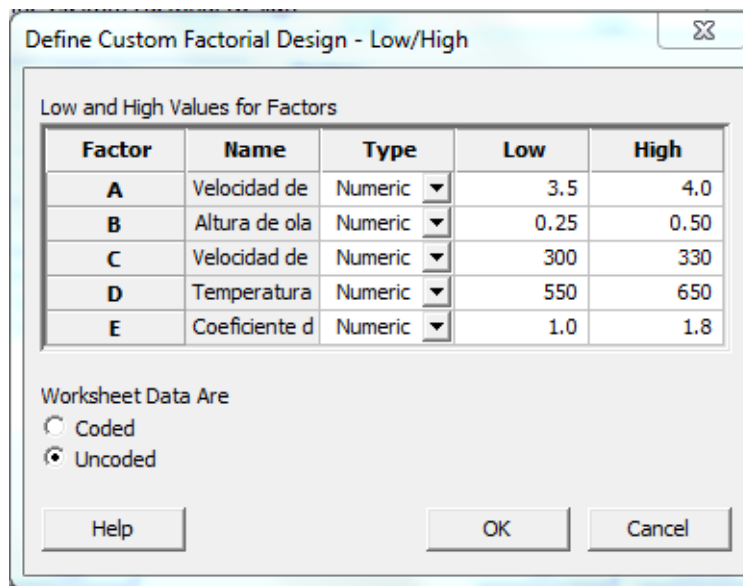 Define Custom Factorial Design - Low/High
Low and High Values for Factors
Factor Name Type Low High
A Velocidad de Numeric 3.5 4.0
B Altura de ola Numeric 0.25 0.50
C Velocidad de Numeric 300 330
D Temperatura Numeric 550 650
E Coeficiente d Numeric 1.0 1.8
Worksheet Data Are
Coded
Uncoded
Help OK Cancel